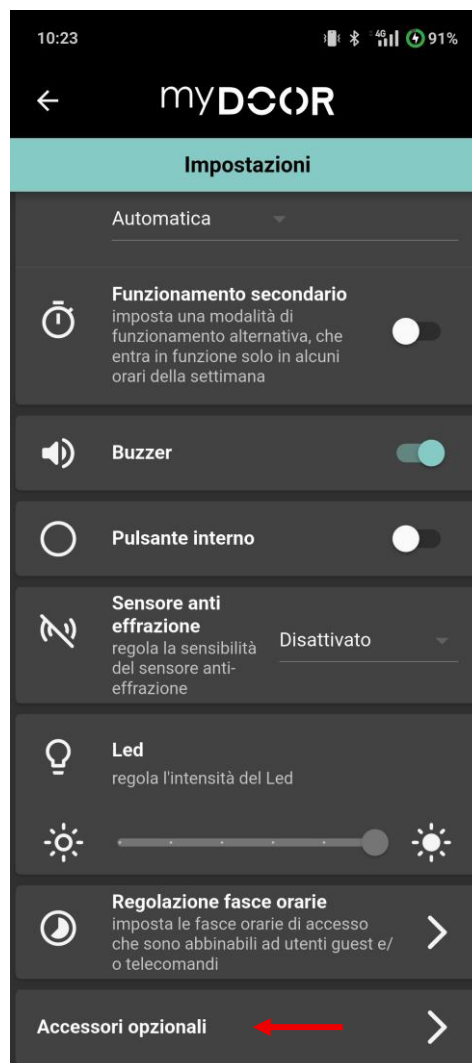 10:23
4G 91%
myDOOR
Impostazioni
Automatica
Funzionamento secondario
imposta una modalità di
funzionamento alternativa, che
entra in funzione solo in alcuni
orari della settimana
Buzzer
Pulsante interno
Sensore anti
effrazione
regola la sensibilità
del sensore anti-
effrazione
Disattivato
Led
regola l'intensità del Led
Regolazione fasce orarie
imposta le fasce orarie di accesso
che sono abbinabili ad utenti guest e/
o telecomandi
Accessori opzionali